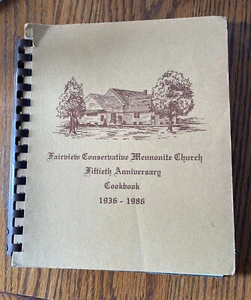 Fairview Conservative Mennonite Church
Fiftieth Anniversary
Cookbook
1936 - 1986